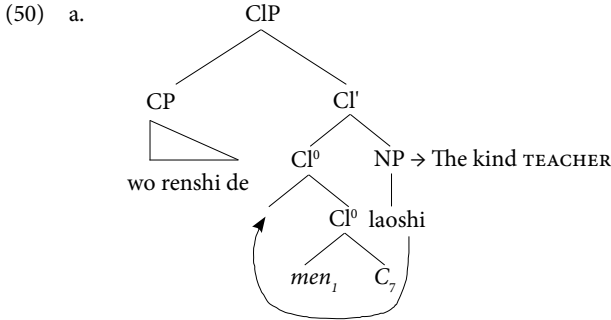 (50) a. ClP
CP Cl'
Cl⁰ NP → The kind TEACHER
wo renshi de
Cl⁰ laoshi
men₁ C₇